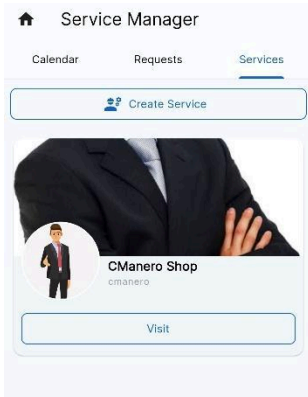 Service Manager
Calendar Requests Services
Create Service
CManero Shop
cmanero
Visit